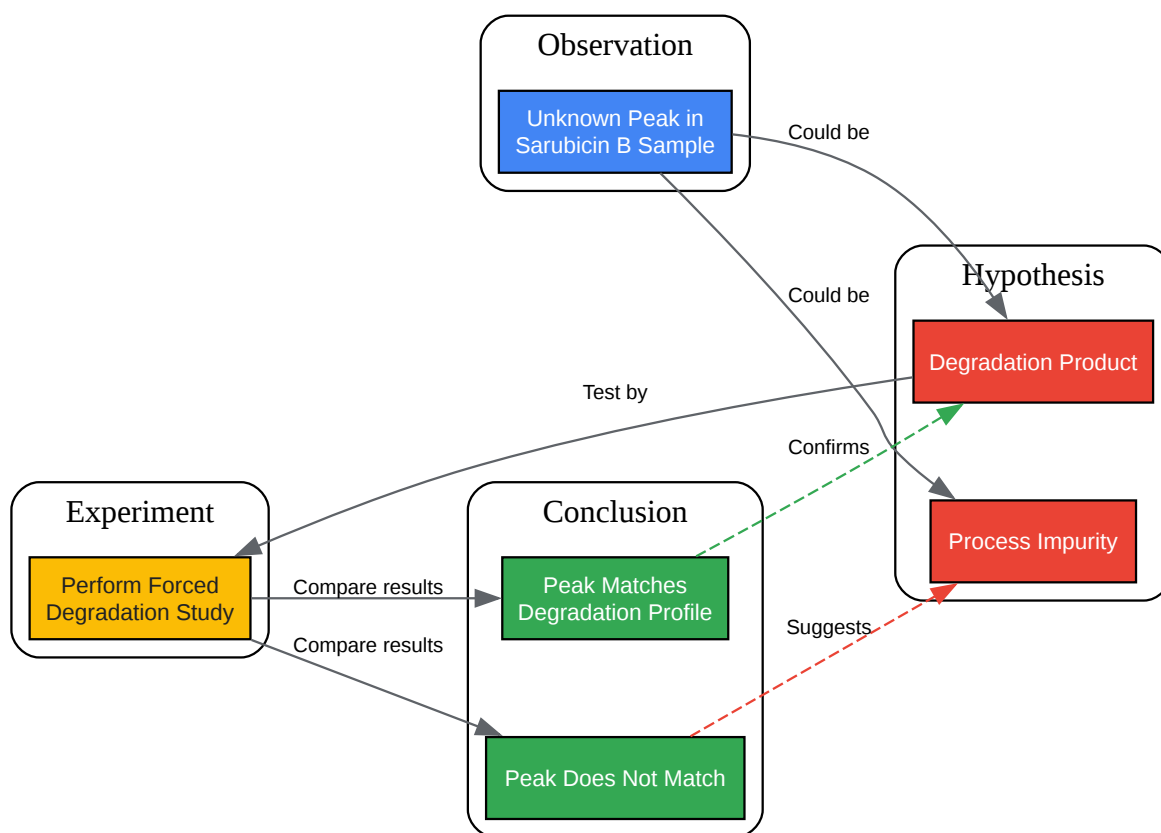 Observation
Unknown Peak in
Sarubicin B Sample
Could be
Could be
Hypothesis
Degradation Product
Test by
Confirms
Process Impurity
Experiment
Perform Forced
Degradation Study
Compare results
Compare results
Conclusion
Peak Matches
Degradation Profile
Suggests
Peak Does Not Match